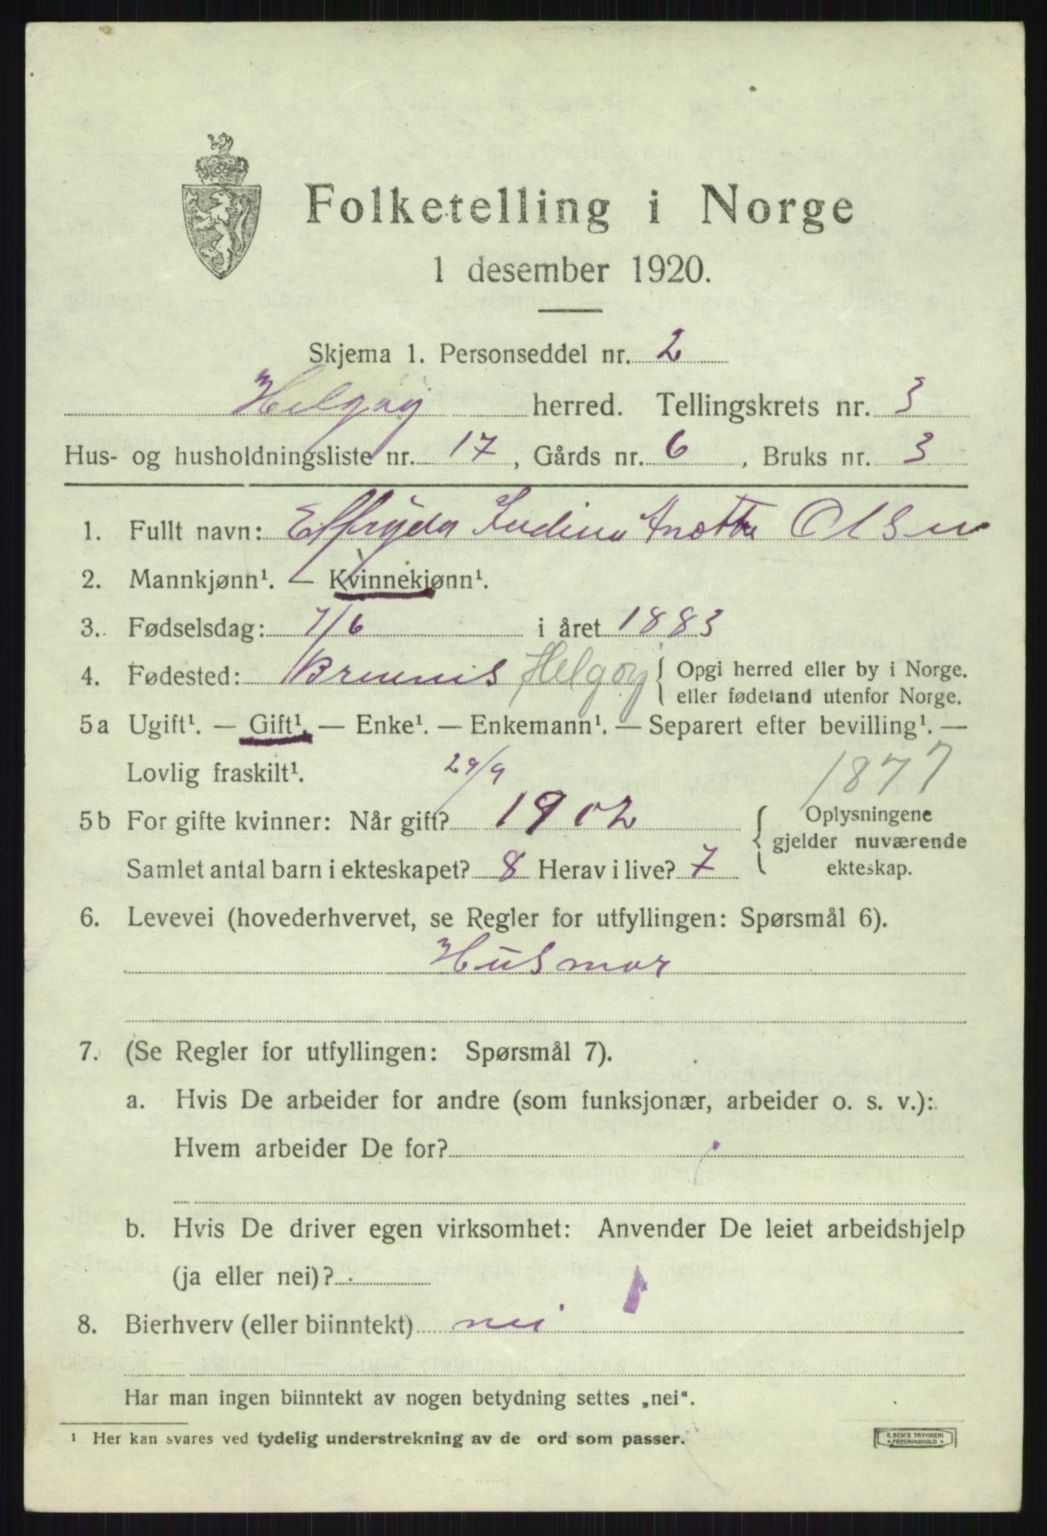 Folketelling i Norge
1 desember 1920.
Skjema 1. Personseddel nr. 2
Helgøy herred. Tellingskrets nr. 3
Hus- og husholdningsliste nr. 17, Gårds nr. 6, Bruks nr. 3
1. Fullt navn: Olsen
2. Mannkjønn¹. — Kvinnekjønn¹.
3. Fødselsdag: 7/6 i året 1883
4. Fødested: Helgøy { Opgi herred eller by i Norge.
eller fødeland utenfor Norge.
5a Ugift¹. — Gift¹. — Enke¹. — Enkemann¹. — Separert efter bevilling¹. —
Lovlig fraskilt¹. 29/9 1877
5b For gifte kvinner: Når gift? 1902 { Oplysningene
gjelder nuværende
Samlet antal barn i ekteskapet? 8 Herav i live? 7 ekteskap.
6. Levevei (hovederhvervet, se Regler for utfyllingen: Spørsmål 6).
Husmor
7. (Se Regler for utfyllingen: Spørsmål 7).
a. Hvis De arbeider for andre (som funksjonær, arbeider o. s. v.):
Hvem arbeider De for?
b. Hvis De driver egen virksomhet: Anvender De leiet arbeidshjelp
(ja eller nei)?
8. Bierhverv (eller biinntekt) nei
Har man ingen biinntekt av nogen betydning settes „nei".
¹ Her kan svares ved tydelig understrekning av de ord som passer.